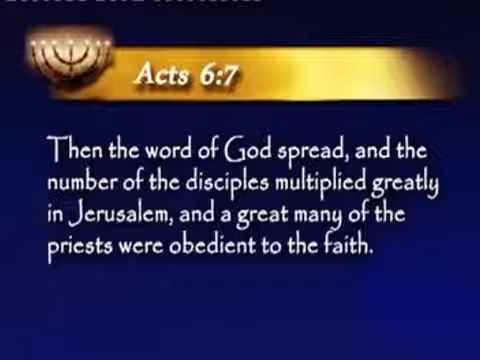 Acts 6:7
Then the word of God spread, and the
number of the disciples multiplied greatly
in Jerusalem, and a great many of the
priests were obedient to the faith.